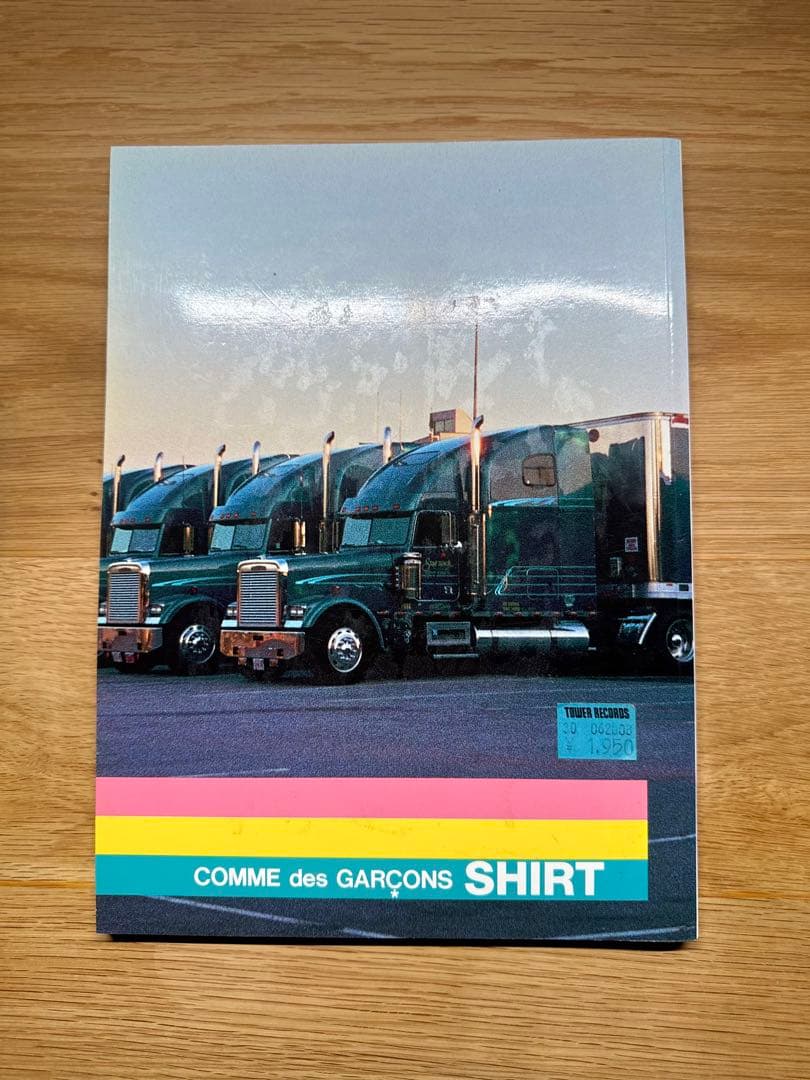 TOWER RECORDS
¥ 1,950
COMME des GARÇONS SHIRT